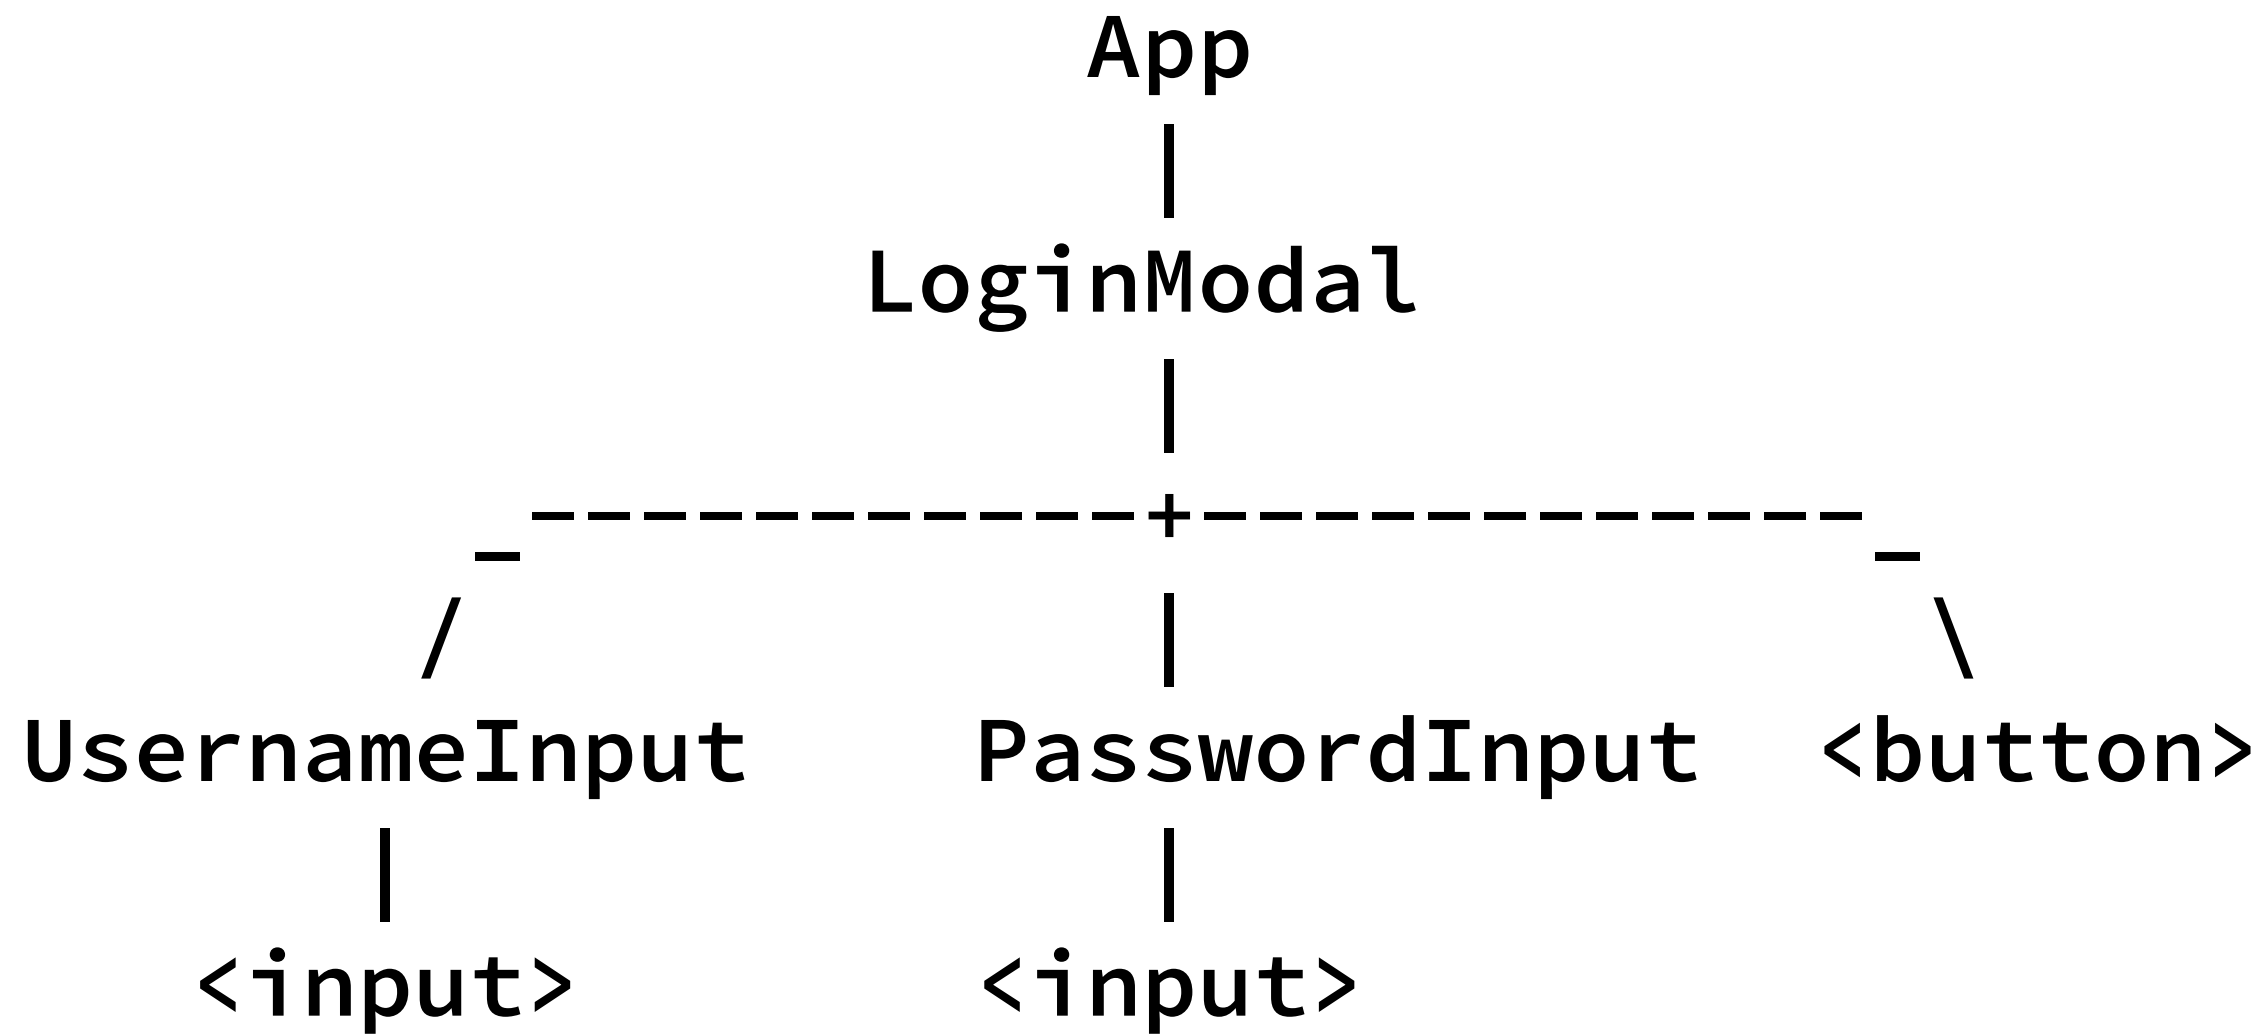 App
|
LoginModal
|
_-----------+------------_
/ | \
UsernameInput PasswordInput <button>
| |
<input> <input>